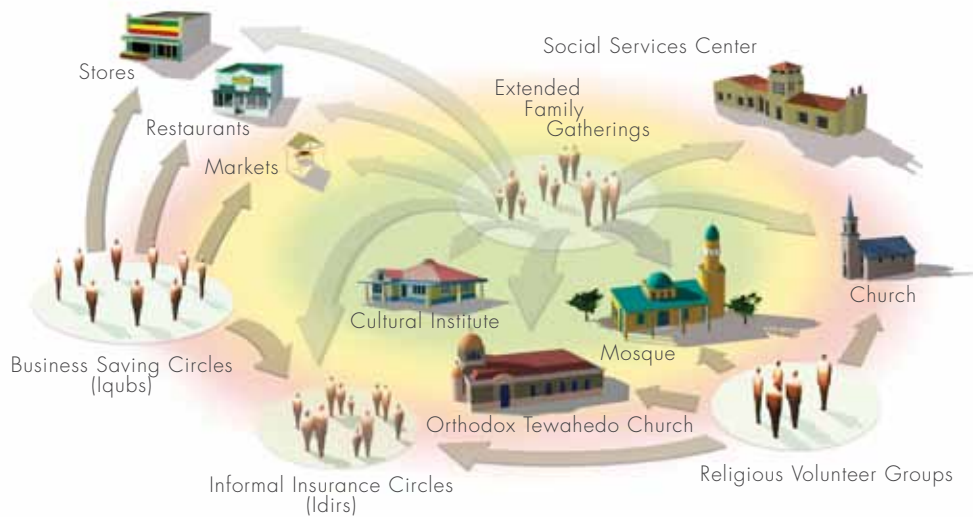 Stores
Restaurants
Markets
Social Services Center
Extended
Family
Gatherings
Cultural Institute
Mosque
Church
Business Saving Circles
(Iqubs)
Orthodox Tewahedo Church
Informal Insurance Circles
(Idirs)
Religious Volunteer Groups